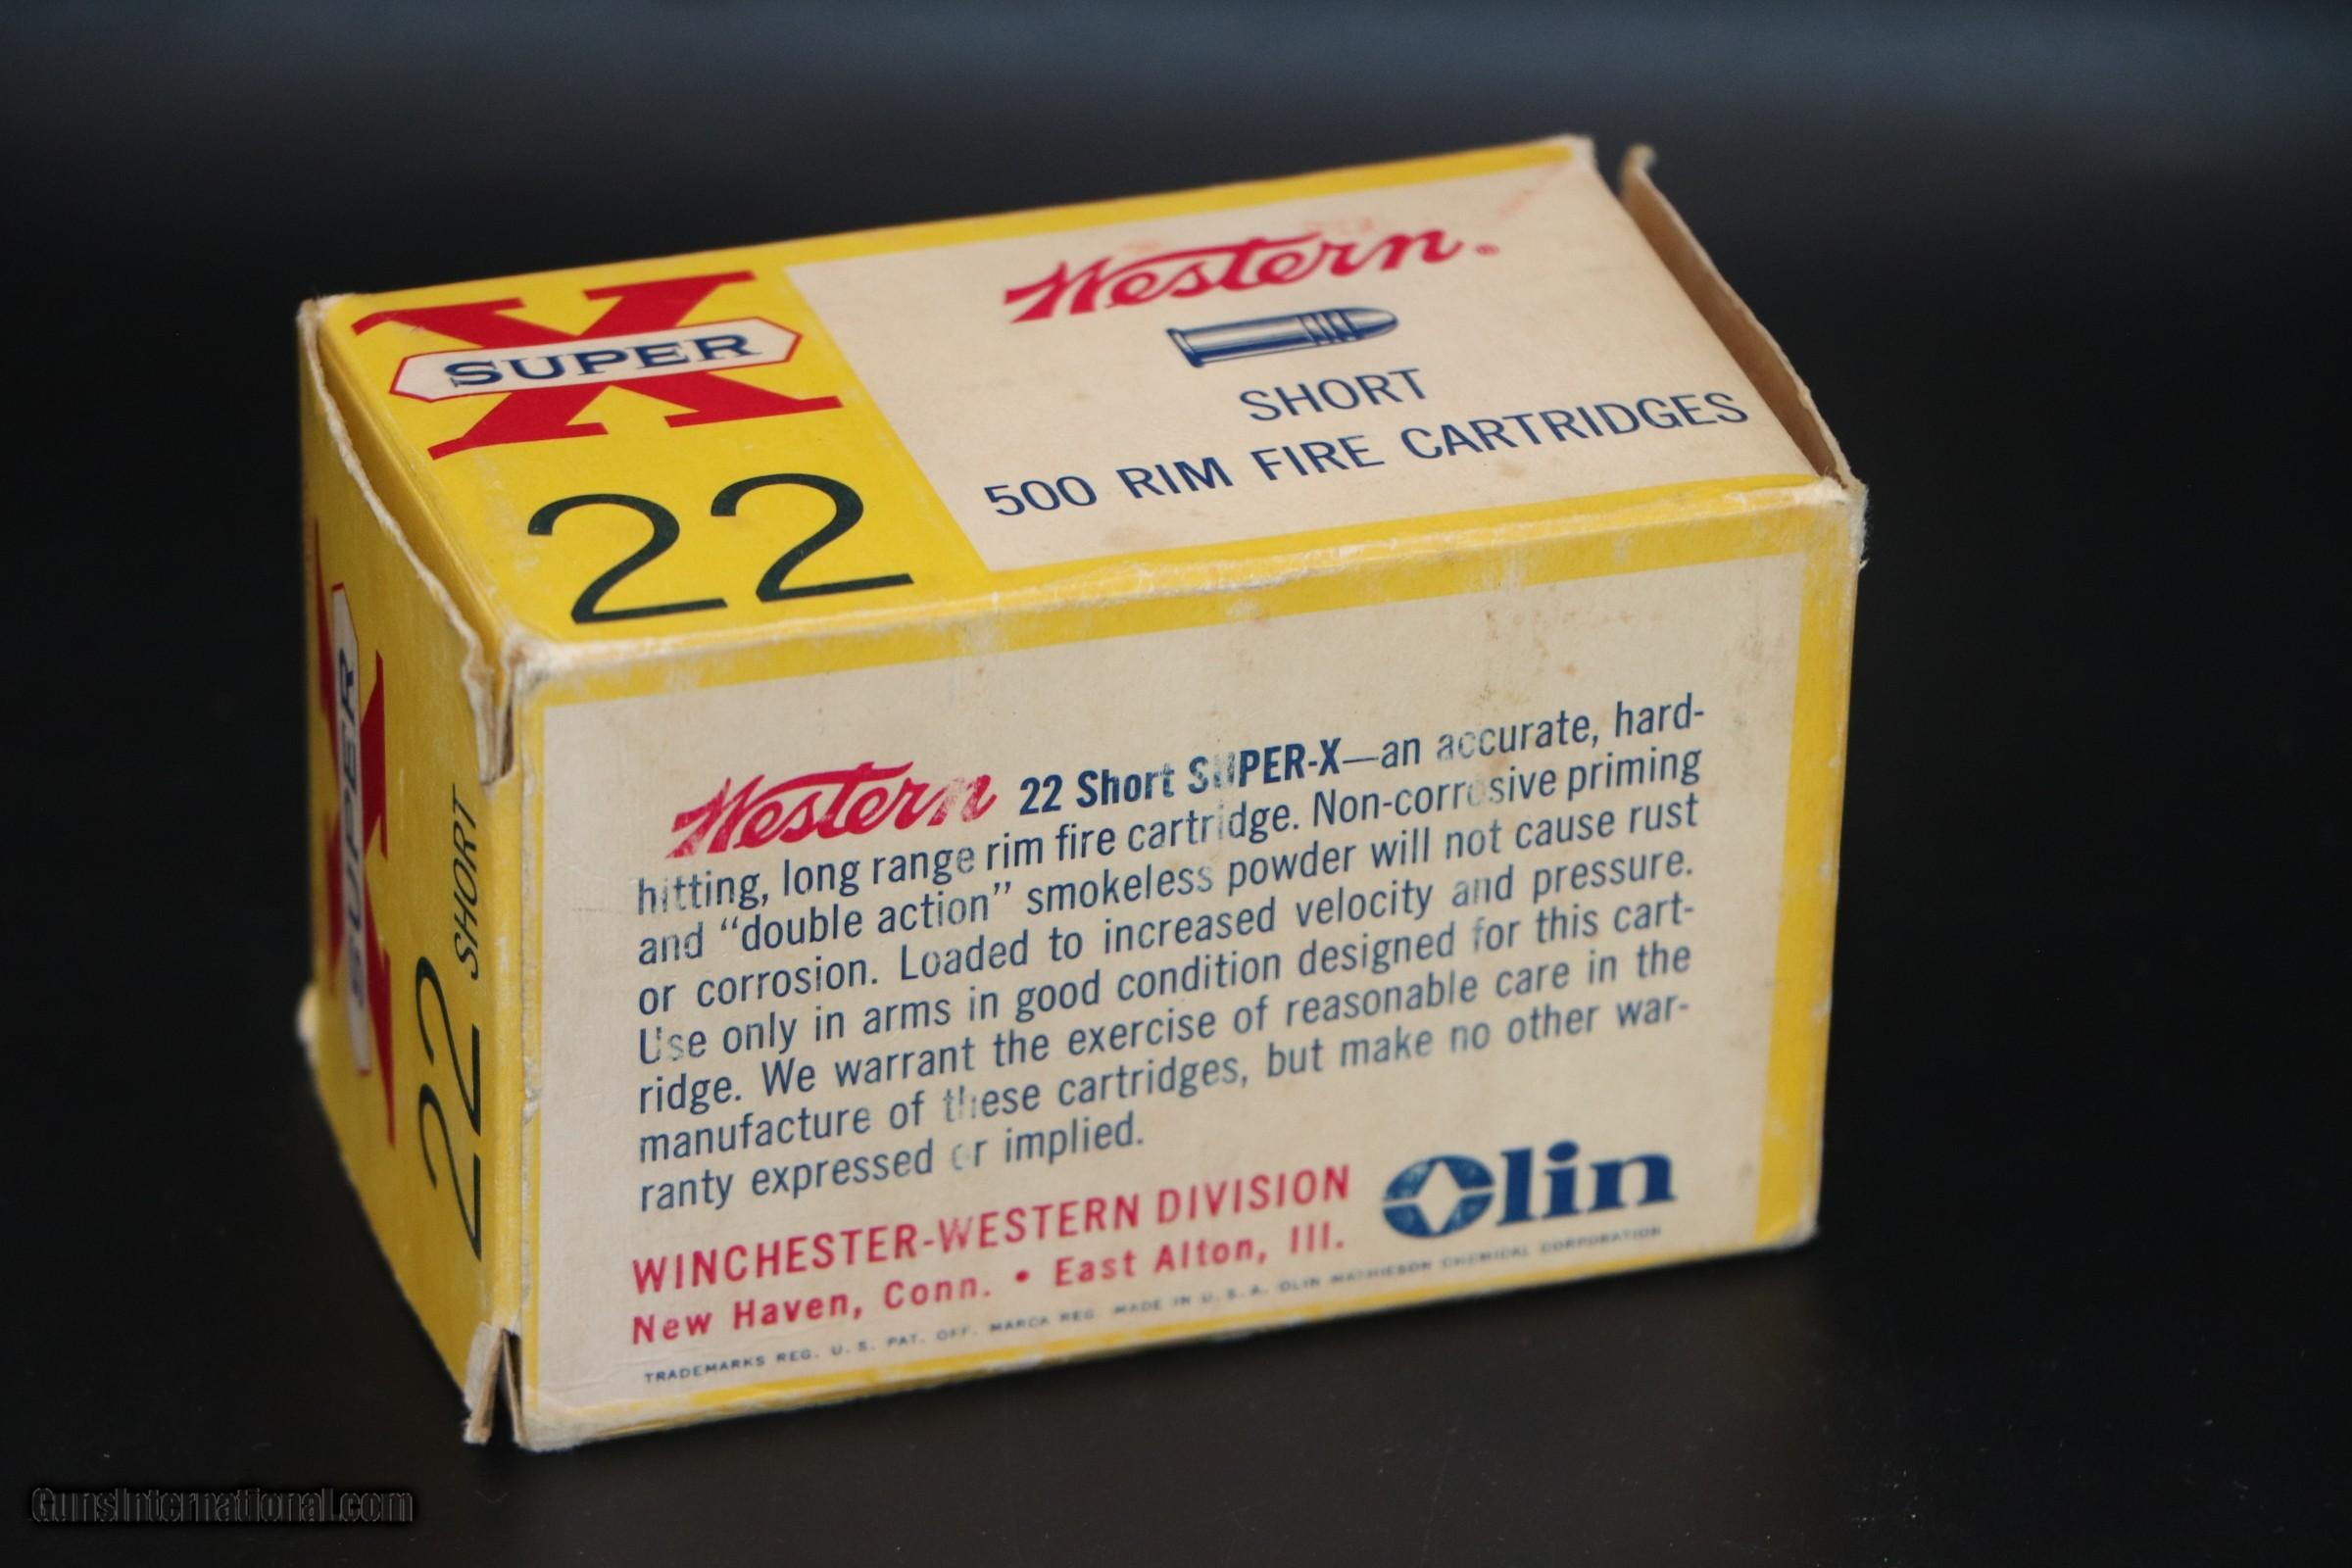 SUPER X
22
Western®
SHORT
500 RIM FIRE CARTRIDGES
SUPER X
22 SHORT
Western 22 Short SUPER-X—an accurate, hard-
hitting, long range rim fire cartridge. Non-corrosive priming
and "double action" smokeless powder will not cause rust
or corrosion. Loaded to increased velocity and pressure.
Use only in arms in good condition designed for this cart-
ridge. We warrant the exercise of reasonable care in the
manufacture of these cartridges, but make no other war-
ranty expressed or implied.
WINCHESTER-WESTERN DIVISION
New Haven, Conn. • East Alton, Ill.
Olin
TRADEMARKS REG. U. S. PAT. OFF. MARCA REG. MADE IN U. S. A. OLIN MATHIESON CHEMICAL CORPORATION
GunsInternational.com